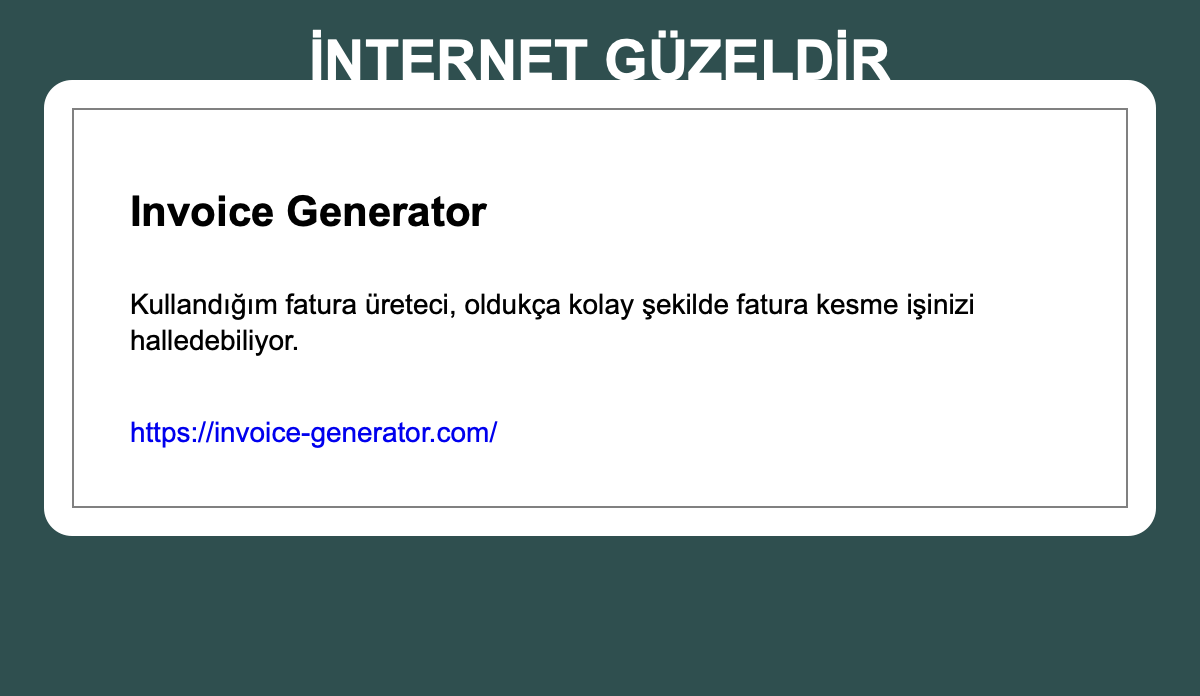 İNTERNET GÜZELDİR
Invoice Generator
Kullandığım fatura üreteci, oldukça kolay şekilde fatura kesme işinizi
halledebiliyor.
https://invoice-generator.com/